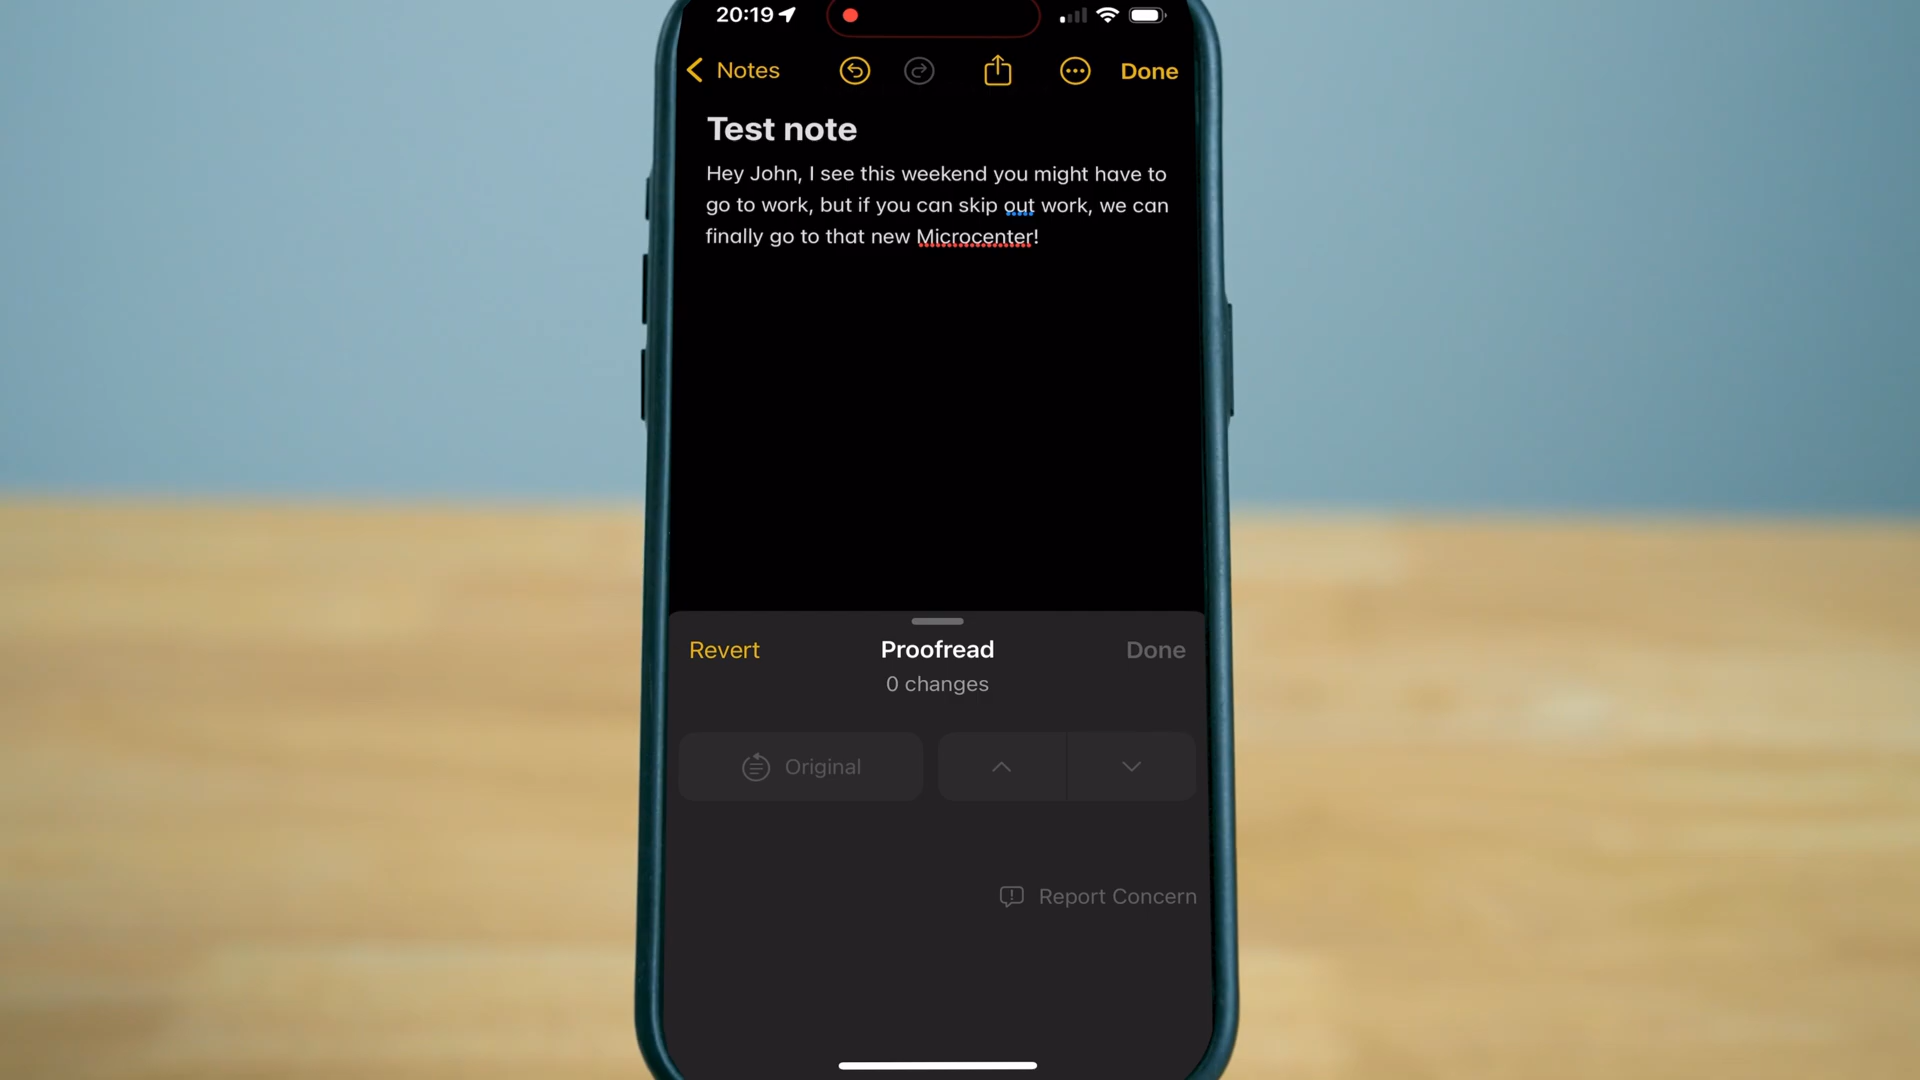 20:19
Notes
Done
Test note
Hey John, I see this weekend you might have to
go to work, but if you can skip out work, we can
finally go to that new Microcenter!
Revert
Proofread
Done
0 changes
Original
Report Concern